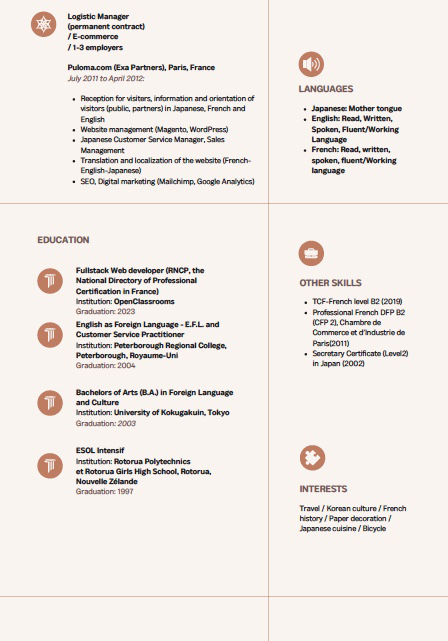 Logistic Manager
(permanent contract)
/ E-commerce
/ 1-3 employers
Puloma.com (Exa Partners), Paris, France
July 2011 to April 2012:
• Reception for visitors, information and orientation of
visitors (public, partners) in Japanese, French and
English
• Website management (Magento, WordPress)
• Japanese Customer Service Manager, Sales
Management
• Translation and localization of the website (French-
English-Japanese)
• SEO, Digital marketing (Mailchimp, Google Analytics)
LANGUAGES
• Japanese: Mother tongue
• English: Read, Written,
Spoken, Fluent/Working
Language
• French: Read, written,
spoken, fluent/Working
language
EDUCATION
Fullstack Web developer (RNCP, the
National Directory of Professional
Certification in France)
Institution: OpenClassrooms
Graduation: 2023
English as Foreign Language - E.F.L. and
Customer Service Practitioner
Institution: Peterborough Regional College,
Peterborough, Royaume-Uni
Graduation: 2004
Bachelors of Arts (B.A.) in Foreign Language
and Culture
Institution: University of Kokugakuin, Tokyo
Graduation: 2003
ESOL Intensif
Institution: Rotorua Polytechnics
et Rotorua Girls High School, Rotorua,
Nouvelle Zélande
Graduation: 1997
OTHER SKILLS
• TCF-French level B2 (2019)
• Professional French DFP B2
(CFP 2), Chambre de
Commerce et d'Industrie de
Paris(2011)
• Secretary Certificate (Level2)
in Japan (2002)
INTERESTS
Travel / Korean culture / French
history / Paper decoration /
Japanese cuisine / Bicycle